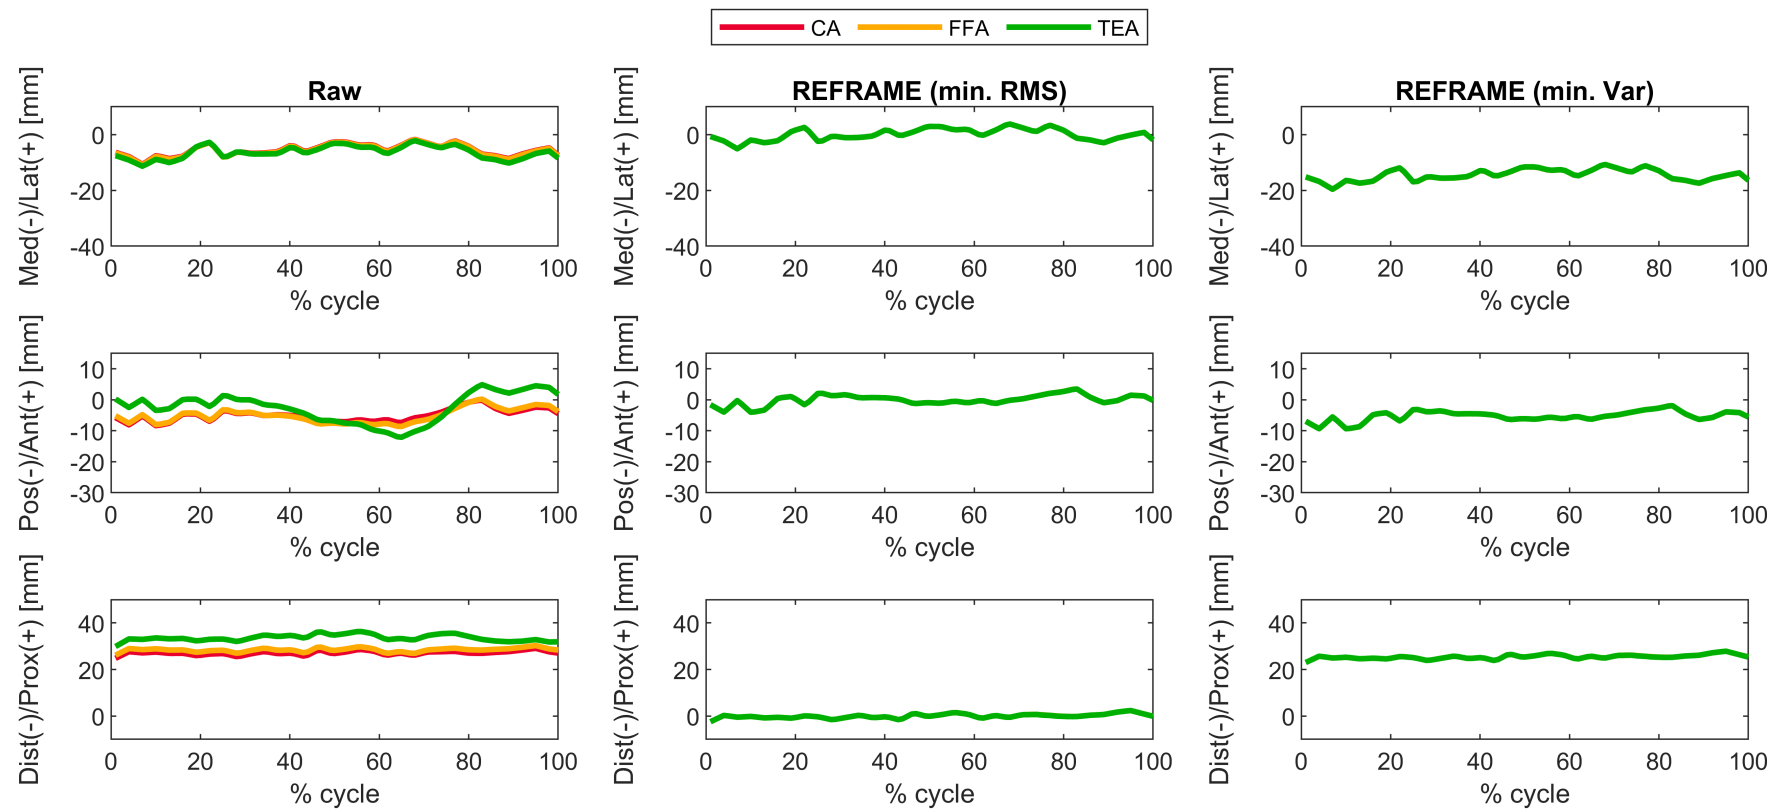 CA FFA TEA
Raw REFRAME (min. RMS) REFRAME (min. Var)
Med(-)/Lat(+) [mm] Med(-)/Lat(+) [mm] Med(-)/Lat(+) [mm]
0 0 0
-20 -20 -20
-40 -40 -40
0 20 40 60 80 100 0 20 40 60 80 100 0 20 40 60 80 100
% cycle % cycle % cycle
Pos(-)/Ant(+) [mm] Pos(-)/Ant(+) [mm] Pos(-)/Ant(+) [mm]
10 10 10
0 0 0
-10 -10 -10
-20 -20 -20
-30 -30 -30
0 20 40 60 80 100 0 20 40 60 80 100 0 20 40 60 80 100
% cycle % cycle % cycle
Dist(-)/Prox(+) [mm] Dist(-)/Prox(+) [mm] Dist(-)/Prox(+) [mm]
40 40 40
20 20 20
0 0 0
0 20 40 60 80 100 0 20 40 60 80 100 0 20 40 60 80 100
% cycle % cycle % cycle